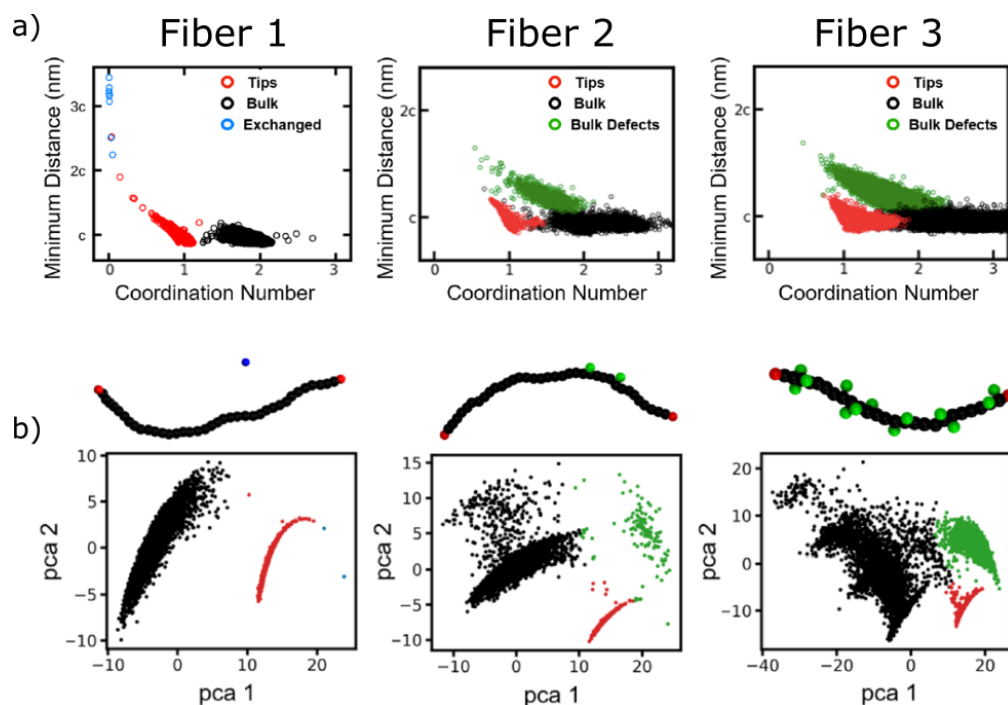 a)
Fiber 1
Fiber 2
Fiber 3
Minimum Distance (nm)
3c
2c
c
Tips
Bulk
Exchanged
0
1
2
3
Coordination Number
Minimum Distance (nm)
2c
c
Tips
Bulk
Bulk Defects
0
1
2
3
Coordination Number
Minimum Distance (nm)
2c
c
Tips
Bulk
Bulk Defects
0
1
2
3
Coordination Number
b)
pca 2
10
5
0
−5
−10
−10
0
10
20
pca 1
pca 2
15
10
5
0
−5
−10
−10
0
10
20
pca 1
pca 2
20
10
0
−10
−40
−20
0
20
pca 1